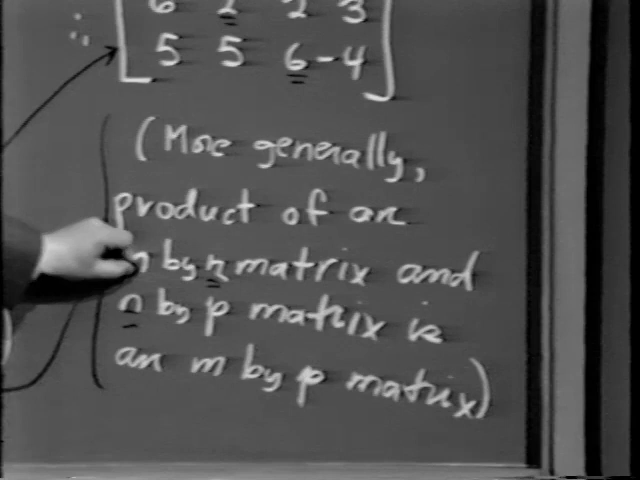 6 2 2 3
∴ 5 5 6 -4
(More generally,
product of an
by n matrix and
n by p matrix is
an m by p matrix)